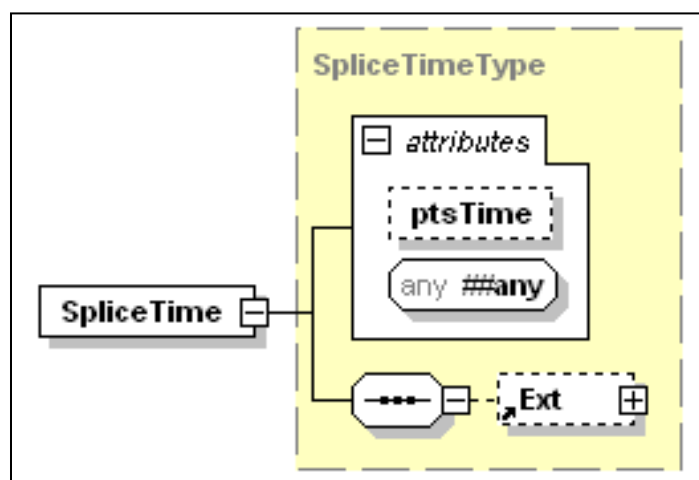 SpliceTimeType
attributes
ptsTime
any ##any
SpliceTime
Ext